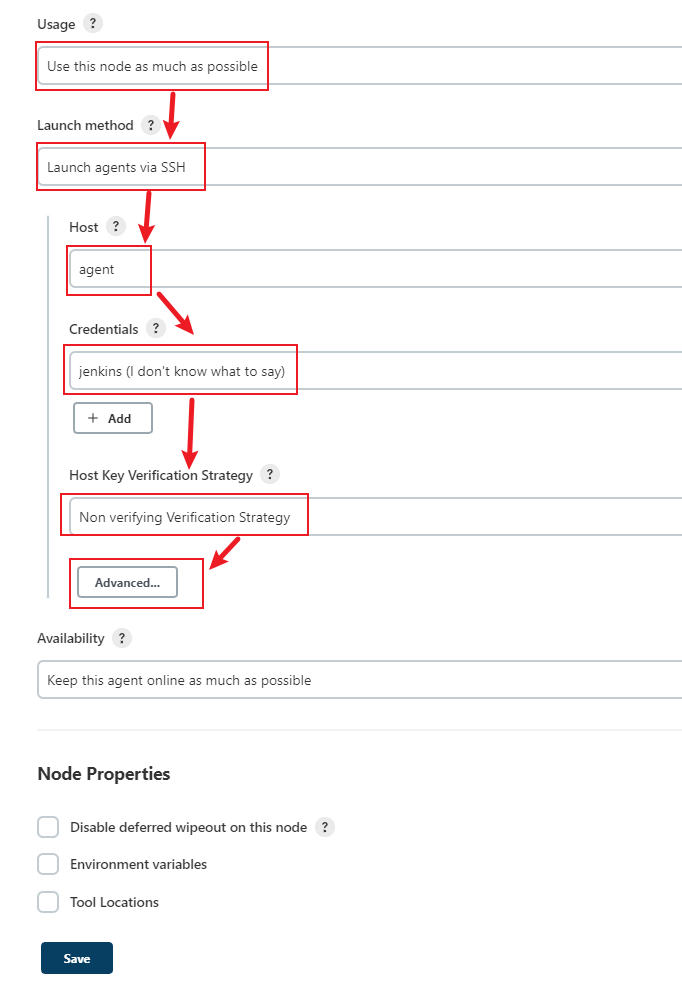 Usage ?
Use this node as much as possible
Launch method ?
Launch agents via SSH
Host ?
agent
Credentials ?
jenkins (I don't know what to say)
+ Add
Host Key Verification Strategy ?
Non verifying Verification Strategy
Advanced...
Availability ?
Keep this agent online as much as possible
Node Properties
Disable deferred wipeout on this node ?
Environment variables
Tool Locations
Save